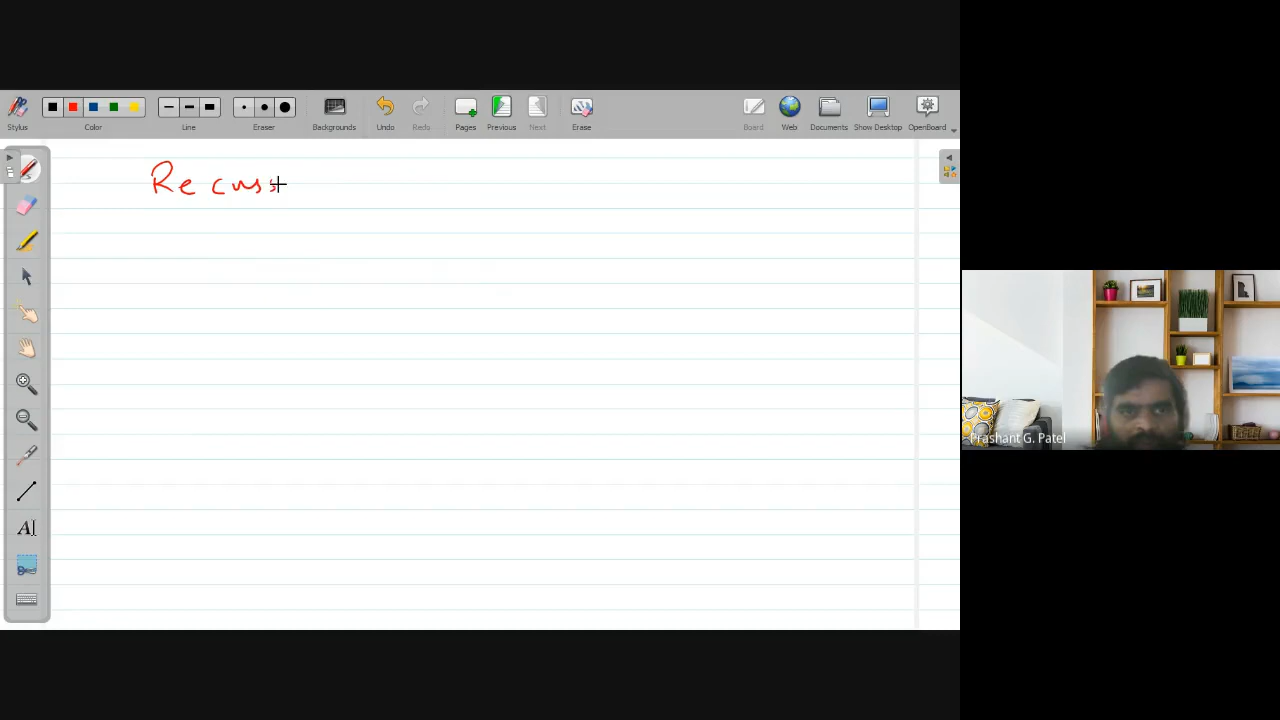 Stylus Color Line Eraser Backgrounds Undo Redo Pages Previous Next Erase Board Web Documents Show Desktop OpenBoard
Recurs
A
Prashant G. Patel